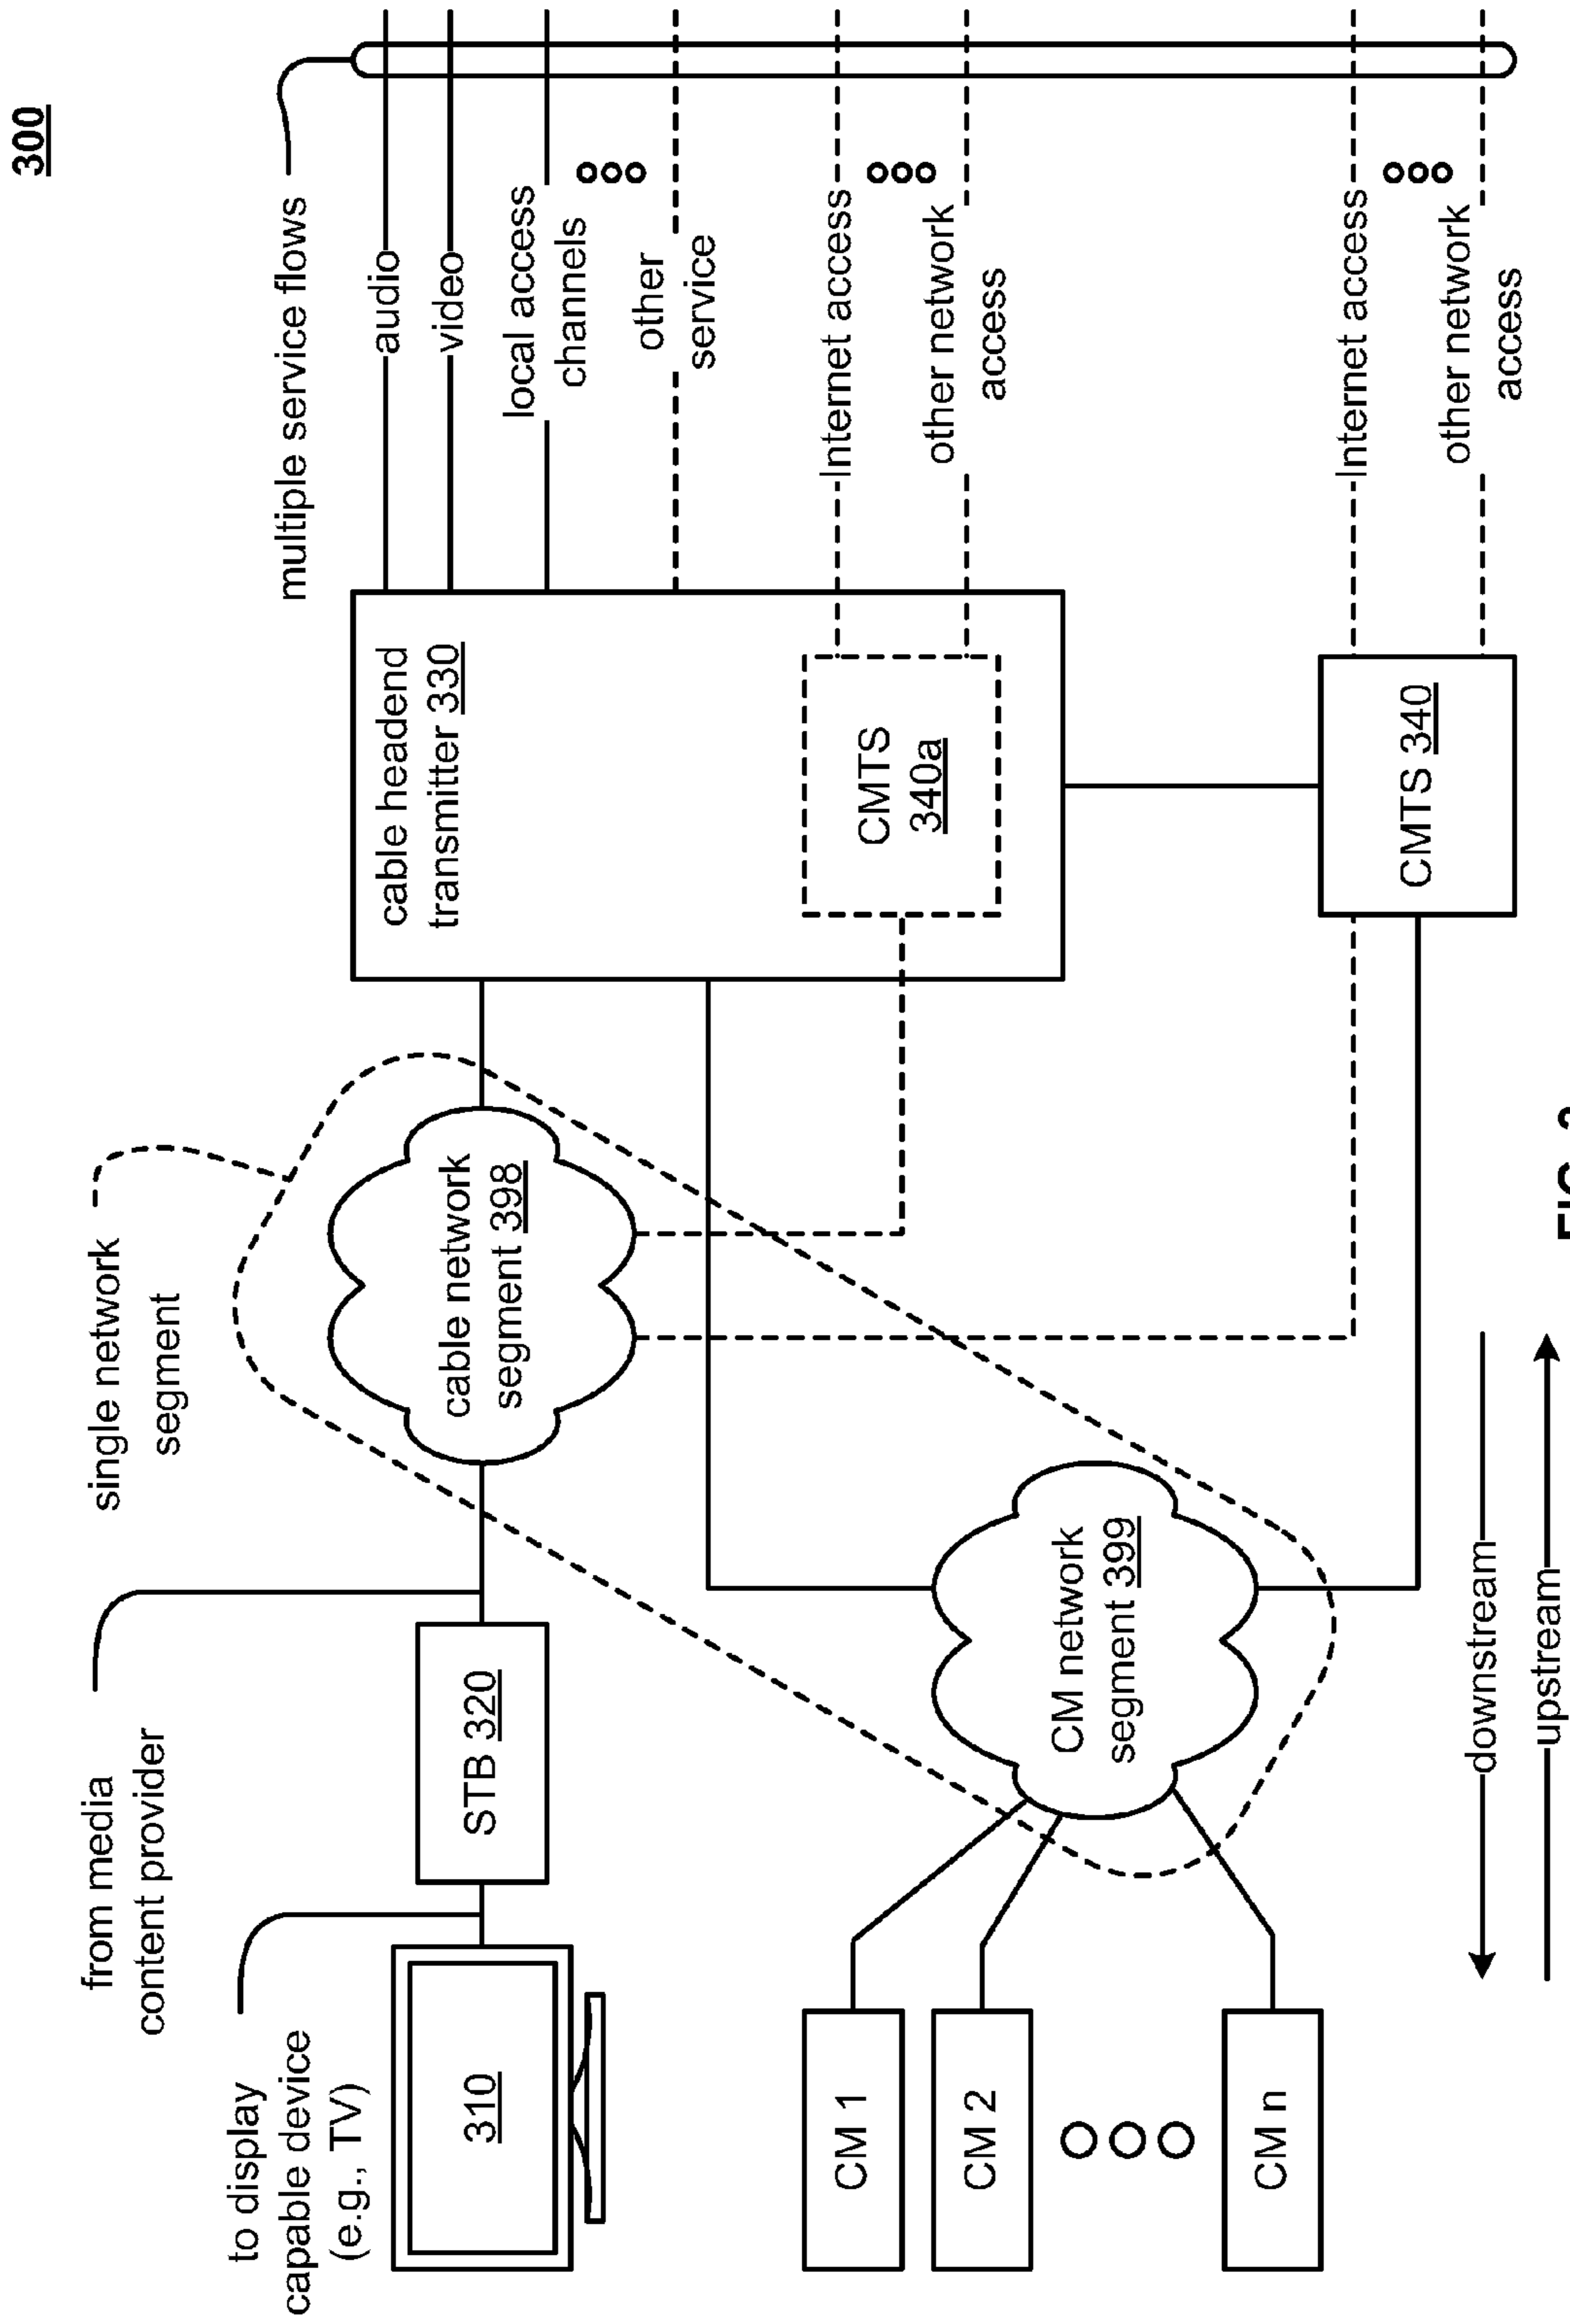 300
multiple service flows
audio
video
local access
channels
other
service
Internet access
other network
access
Internet access
other network
access
cable headend
transmitter 330
CMTS
340a
CMTS 340
single network
segment
cable network
segment 398
CM network
segment 399
from media
content provider
STB 320
to display
capable device
(e.g., TV)
310
CM 1
CM 2
CM n
downstream
upstream